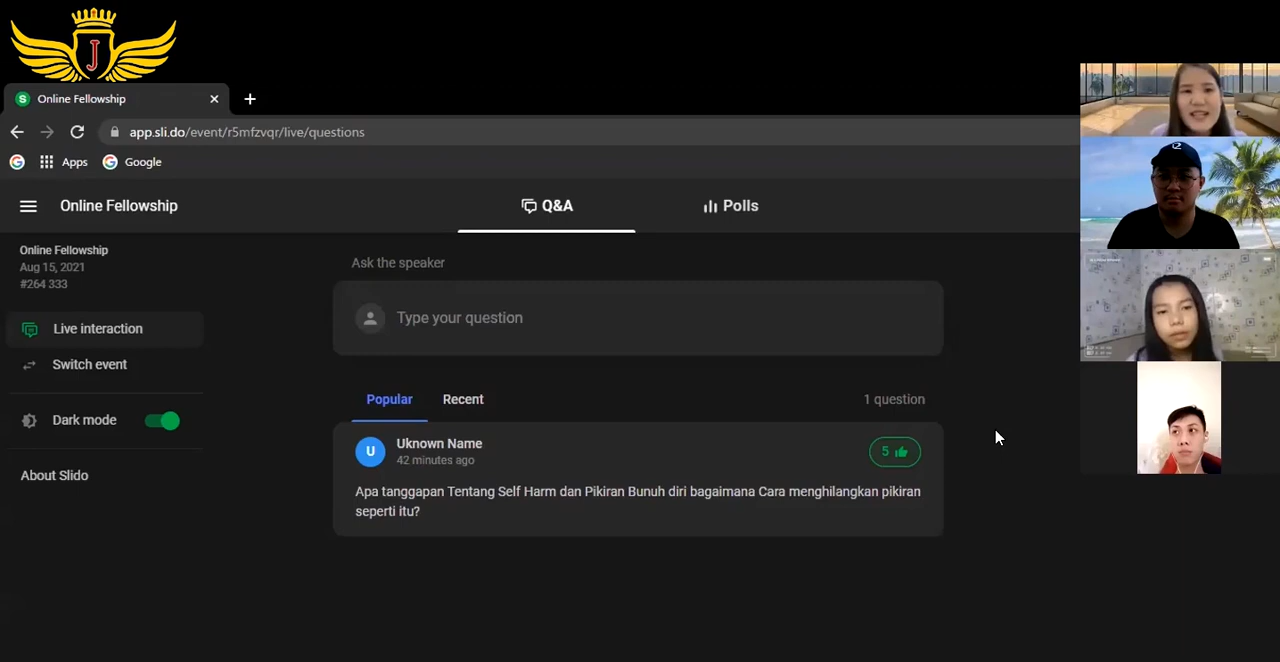 J
Online Fellowship
app.sli.do/event/r5mfzvqr/live/questions
Apps
Google
Online Fellowship
Q&A
Polls
Online Fellowship
Aug 15, 2021
#264 333
Live interaction
Switch event
Dark mode
About Slido
Ask the speaker
Type your question
Popular
Recent
1 question
U
Uknown Name
42 minutes ago
5
Apa tanggapan Tentang Self Harm dan Pikiran Bunuh diri bagaimana Cara menghilangkan pikiran
seperti itu?